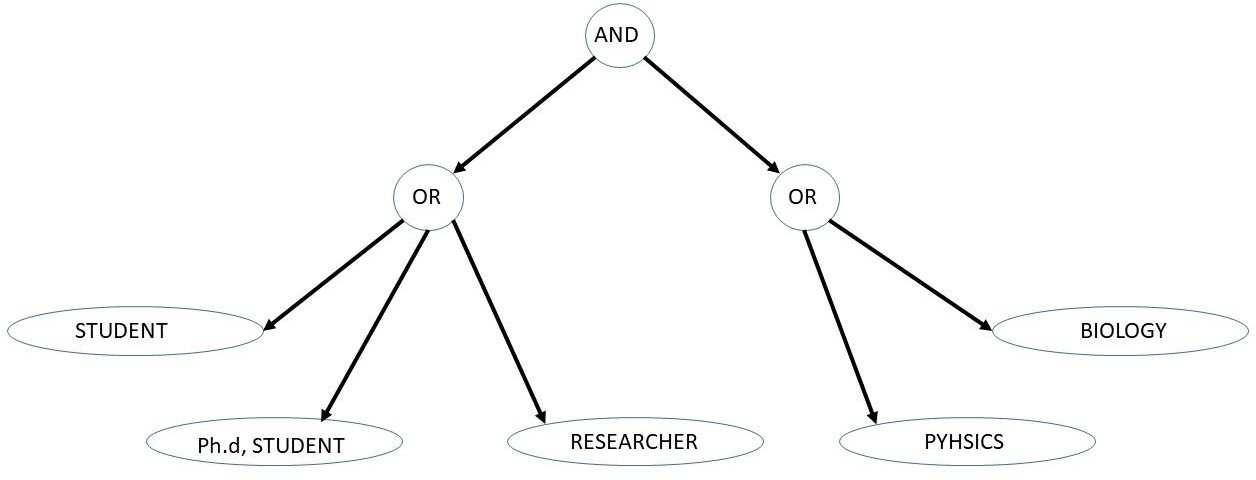 AND
OR
OR
STUDENT
BIOLOGY
Ph.d, STUDENT
RESEARCHER
PYHSICS